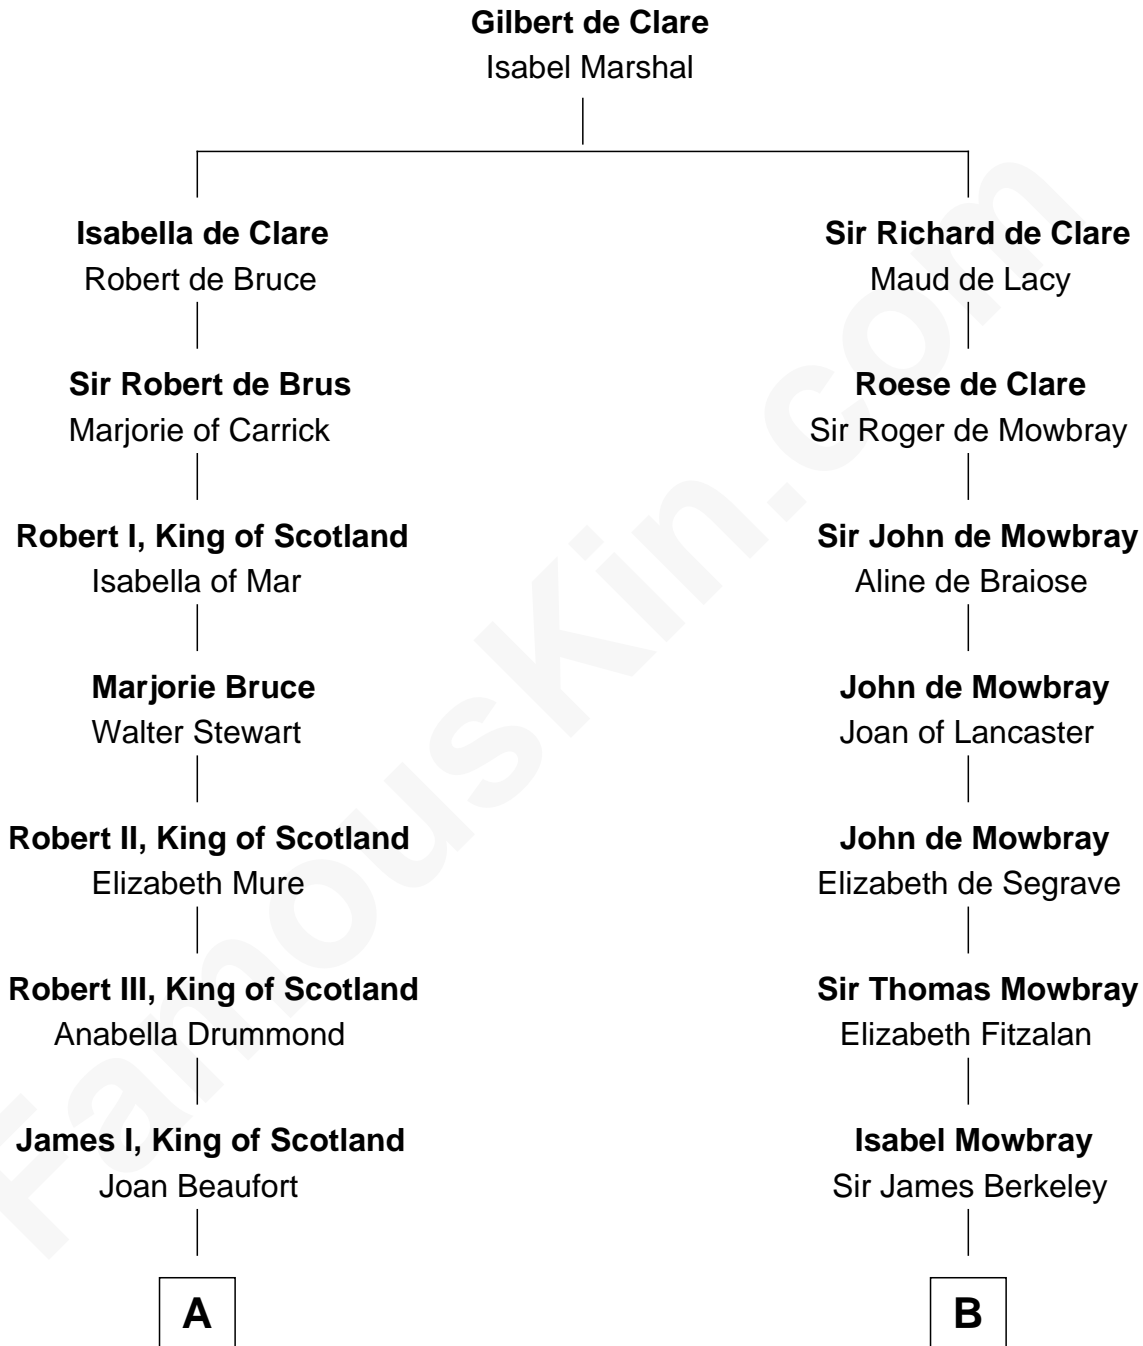 Gilbert de Clare
Isabel Marshal
Isabella de Clare
Robert de Bruce
Sir Robert de Brus
Marjorie of Carrick
Robert I, King of Scotland
Isabella of Mar
Marjorie Bruce
Walter Stewart
Robert II, King of Scotland
Elizabeth Mure
Robert III, King of Scotland
Anabella Drummond
James I, King of Scotland
Joan Beaufort
A
Sir Richard de Clare
Maud de Lacy
Roese de Clare
Sir Roger de Mowbray
Sir John de Mowbray
Aline de Braiose
John de Mowbray
Joan of Lancaster
John de Mowbray
Elizabeth de Segrave
Sir Thomas Mowbray
Elizabeth Fitzalan
Isabel Mowbray
Sir James Berkeley
B
FamousKin.com